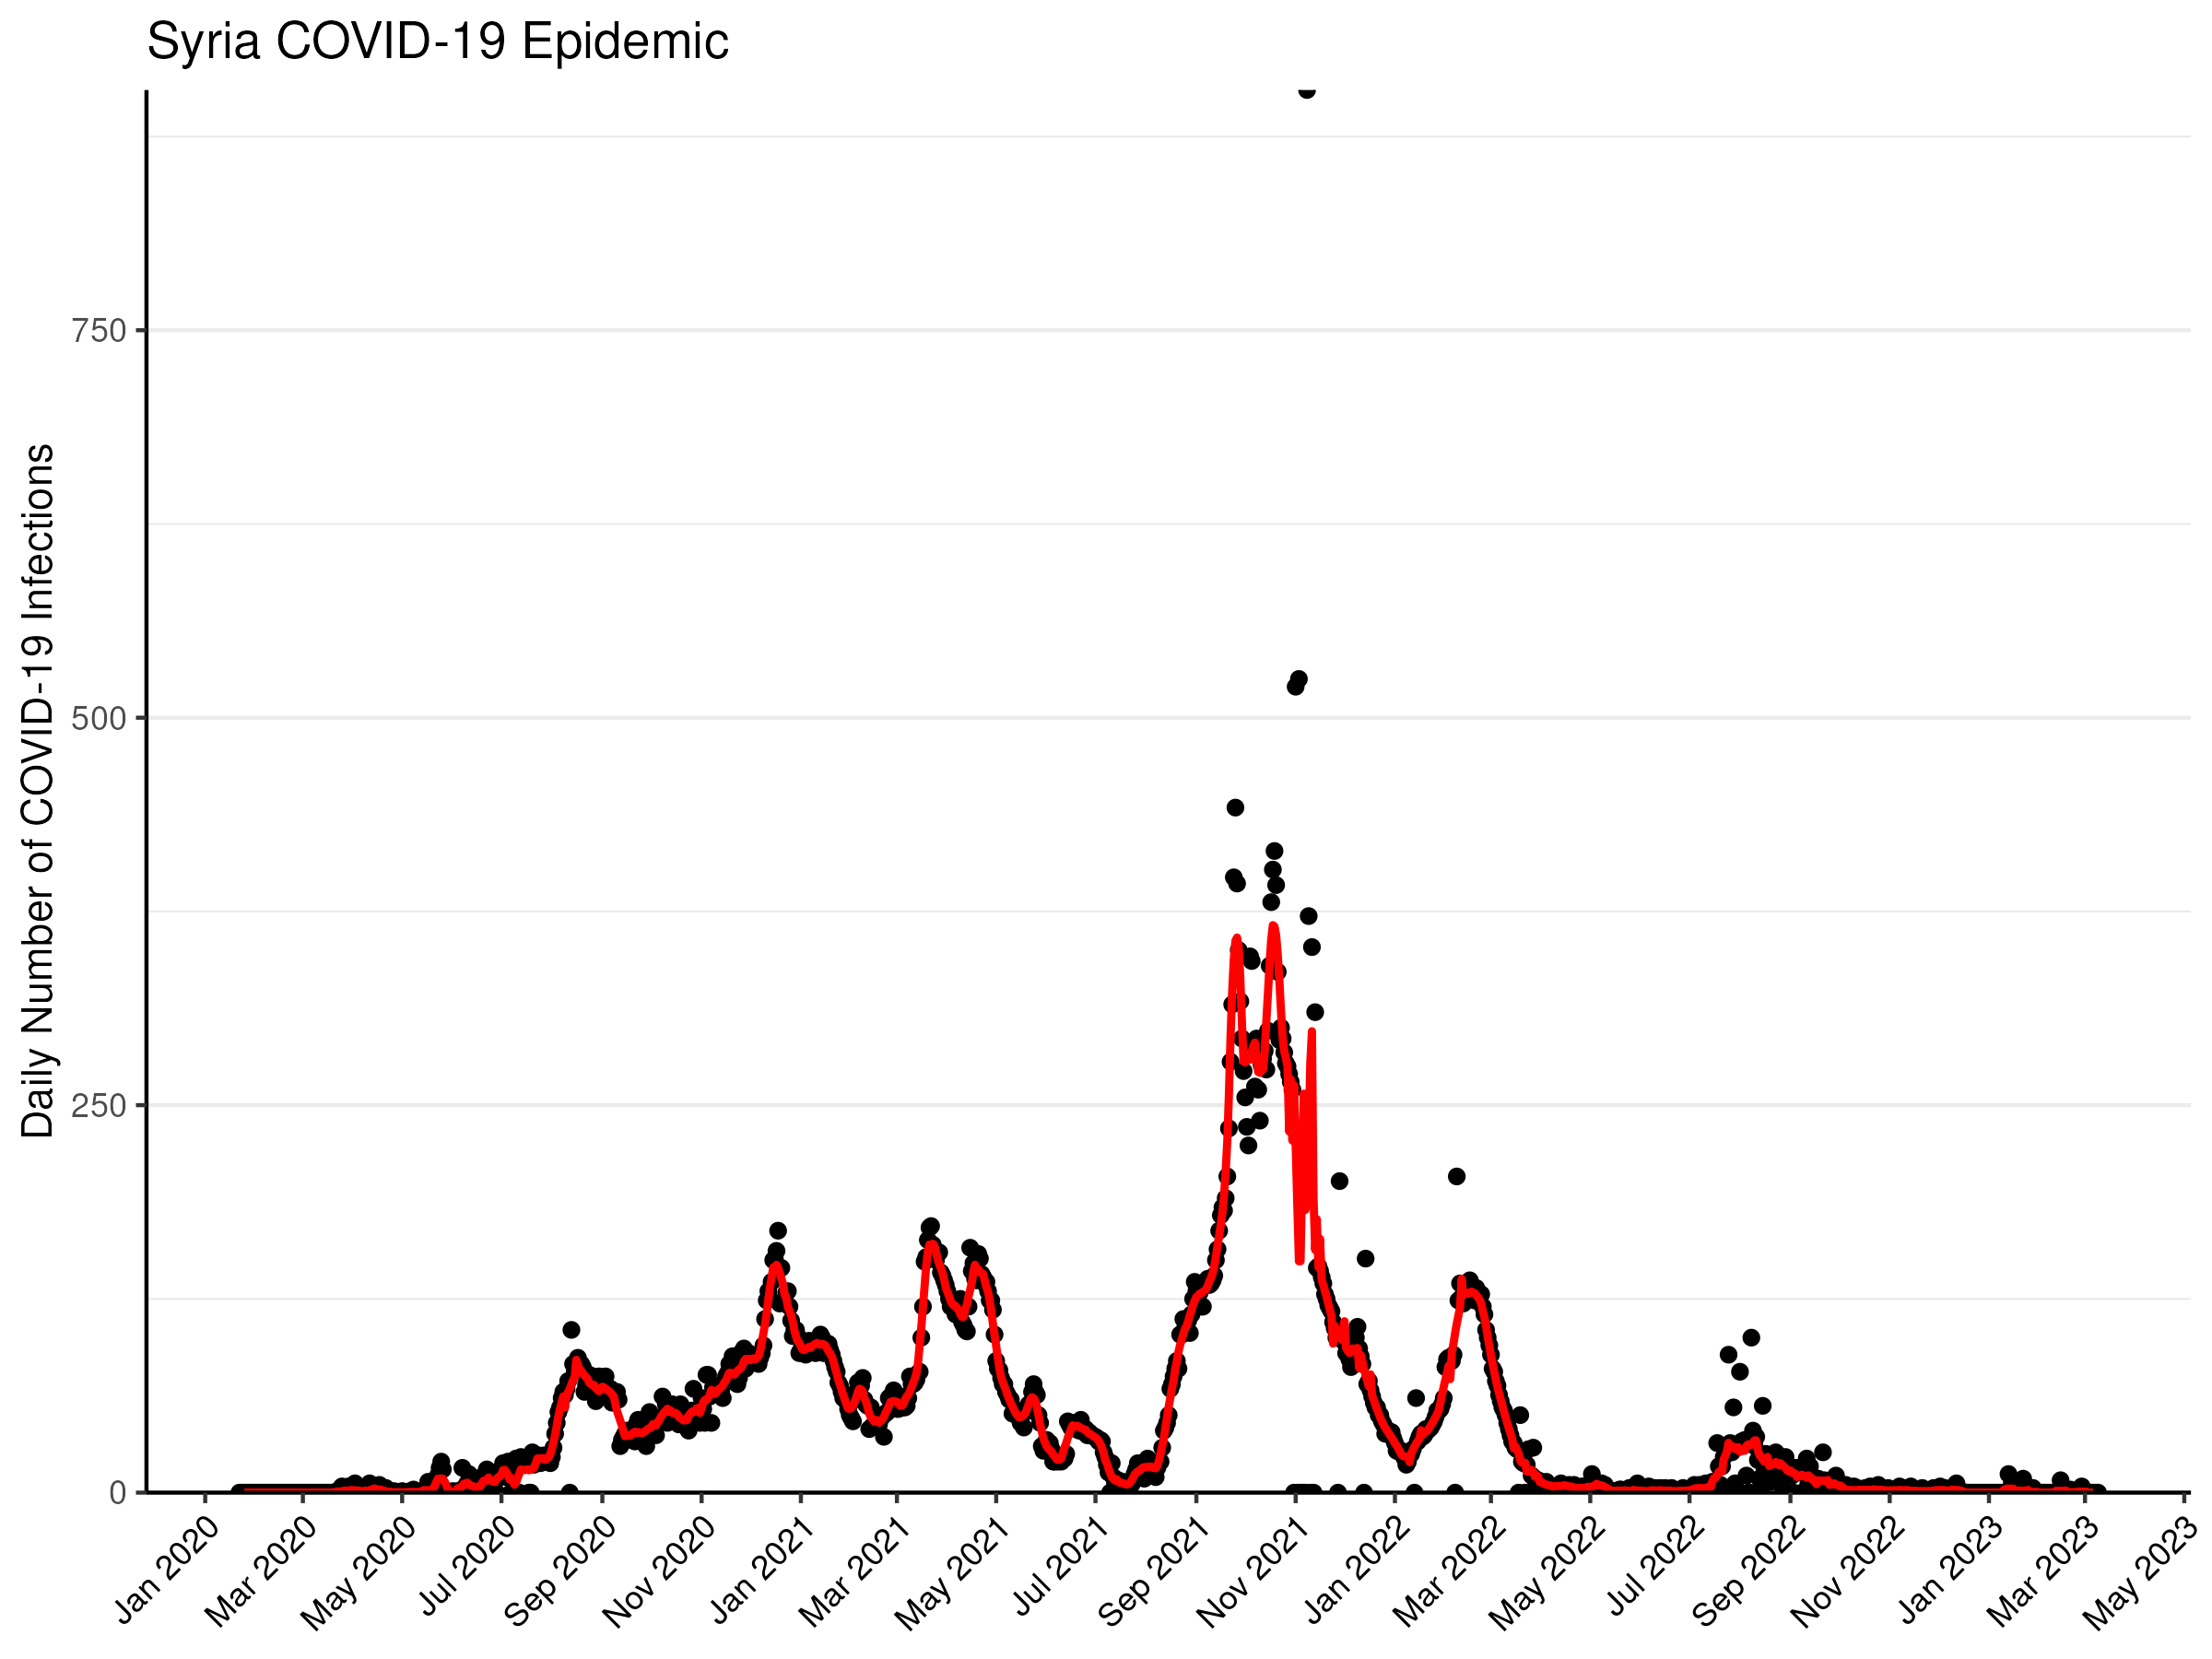 Syria COVID-19 Epidemic
Daily Number of COVID-19 Infections
750
500
250
0
Jan 2020
Mar 2020
May 2020
Jul 2020
Sep 2020
Nov 2020
Jan 2021
Mar 2021
May 2021
Jul 2021
Sep 2021
Nov 2021
Jan 2022
Mar 2022
May 2022
Jul 2022
Sep 2022
Nov 2022
Jan 2023
Mar 2023
May 2023